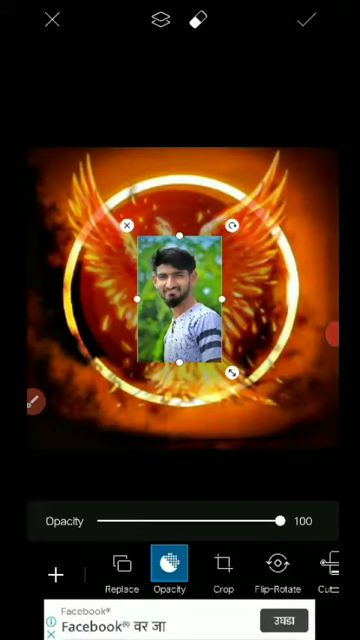 Opacity 100
Replace Opacity Crop Flip-Rotate
Facebook®
Facebook® वर जा
उघडा